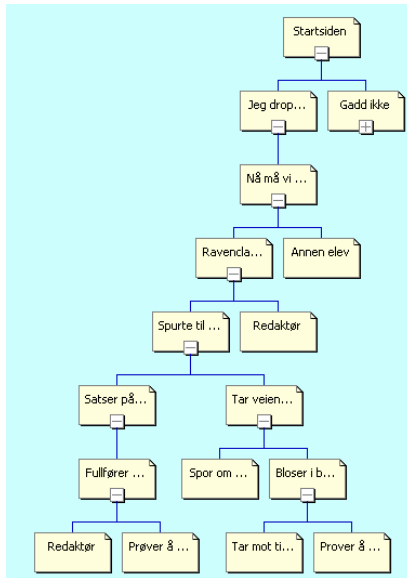 Startsiden
Jeg drop...
Gadd ikke
Nå må vi ...
Ravencla...
Annen elev
Spurte til ...
Redaktør
Satser på...
Tar veien...
Fullfører ...
Spor om ...
Bloser i b...
Redaktør
Prøver å ...
Tar mot ti...
Prover å ...